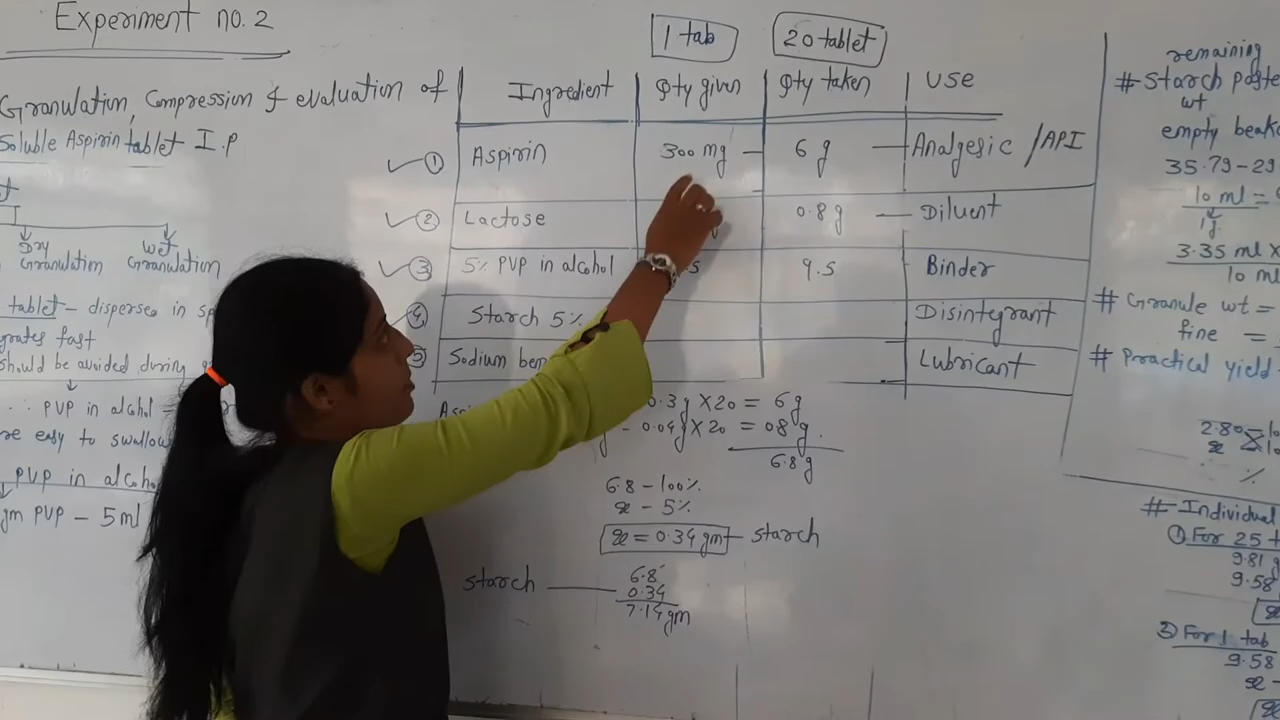 Experiment no. 2
Granulation, Compression & evaluation of
Soluble Aspirin tablet I.P
Dry Granulation
Wet Granulation
tablet - disperses in
grates fast
should be avoided during
∴ PVP in alcohol =
re easy to swallow
PVP in alcohol
gm PVP - 5 ml
1 tab
20 tablet
Ingredient Qty given Qty taken USE
① Aspirin 300 mg - 6 g - Analgesic / API
② Lactose 0.8 g - Diluent
③ 5% PVP in alcohol 9.5 Binder
④ Starch 5% Disintegrant
⑤ Sodium ben Lubricant
0.3 g X 20 = 6 g
- 0.04 g X 20 = 08 g.
6.8 g
6.8 - 100%
x - 5%
x = 0.34 gm - starch
starch - 6.8
0.34
7.14 gm
remaining
# Starch paste
wt
empty beake
35.79 - 29
10 ml =
1g
3.35 ml X
10 ml
# Granule wt =
fine =
# Practical yield
2.80
x
%
# Individual
① For 25 t
9.81 g
9.58
② For 1 tab
9.58
x -